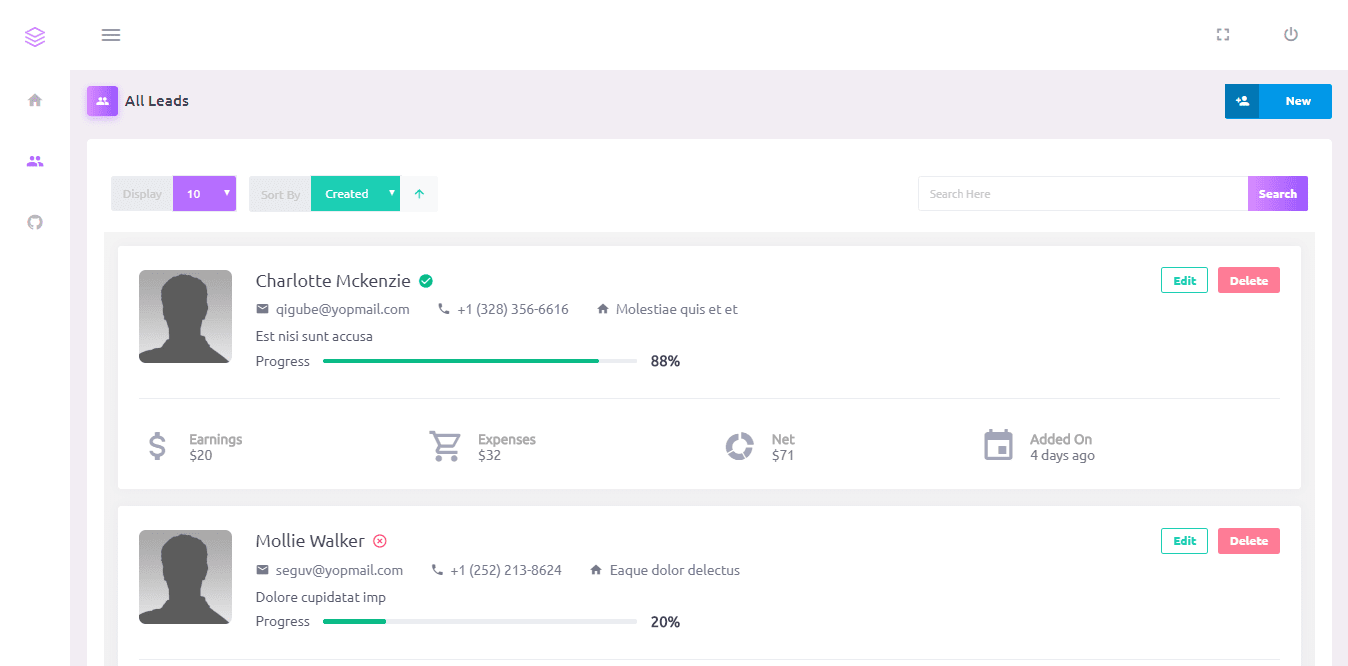 All Leads
New
Display 10 Sort By Created
Search Here Search
Charlotte Mckenzie
Edit Delete
qigube@yopmail.com +1 (328) 356-6616 Molestiae quis et et
Est nisi sunt accusa
Progress 88%
Earnings Expenses Net Added On
$20 $32 $71 4 days ago
Mollie Walker
Edit Delete
seguv@yopmail.com +1 (252) 213-8624 Eaque dolor delectus
Dolore cupidatat imp
Progress 20%